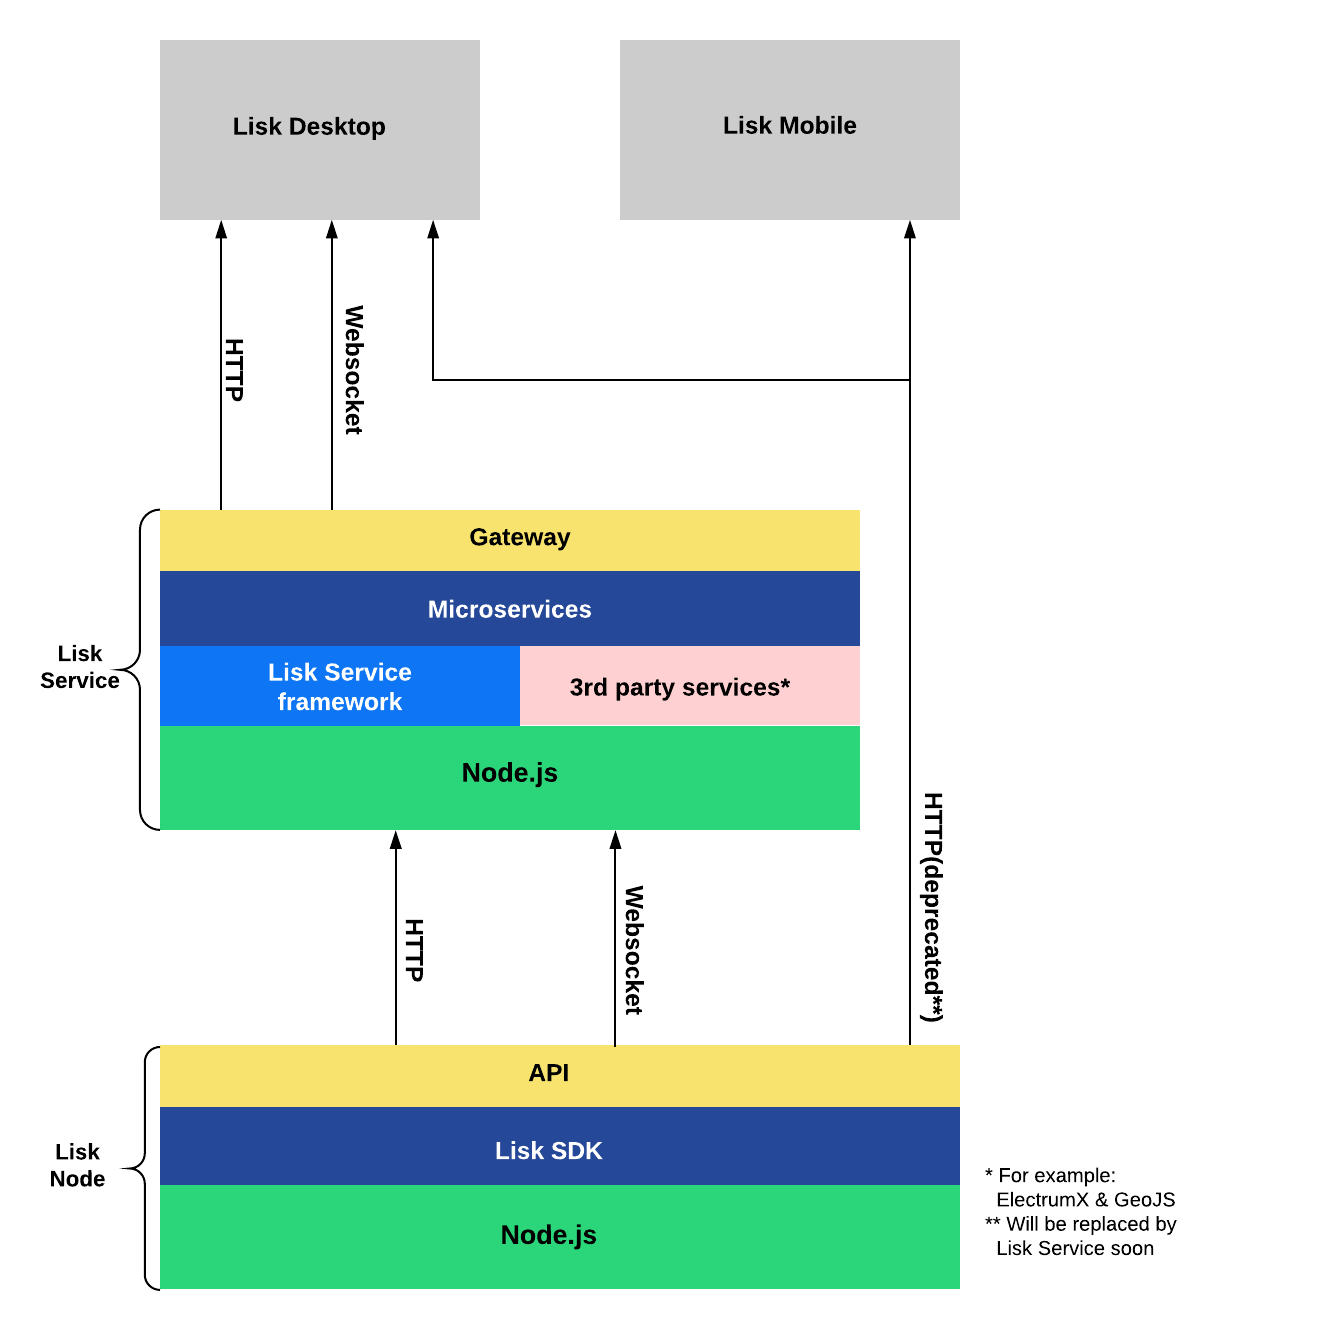 Lisk Desktop
Lisk Mobile
HTTP
Websocket
Gateway
Microservices
Lisk
Service
Lisk Service
framework
3rd party services*
Node.js
HTTP
Websocket
HTTP(deprecated**)
API
Lisk
Node
Lisk SDK
Node.js
* For example:
ElectrumX & GeoJS
** Will be replaced by
Lisk Service soon